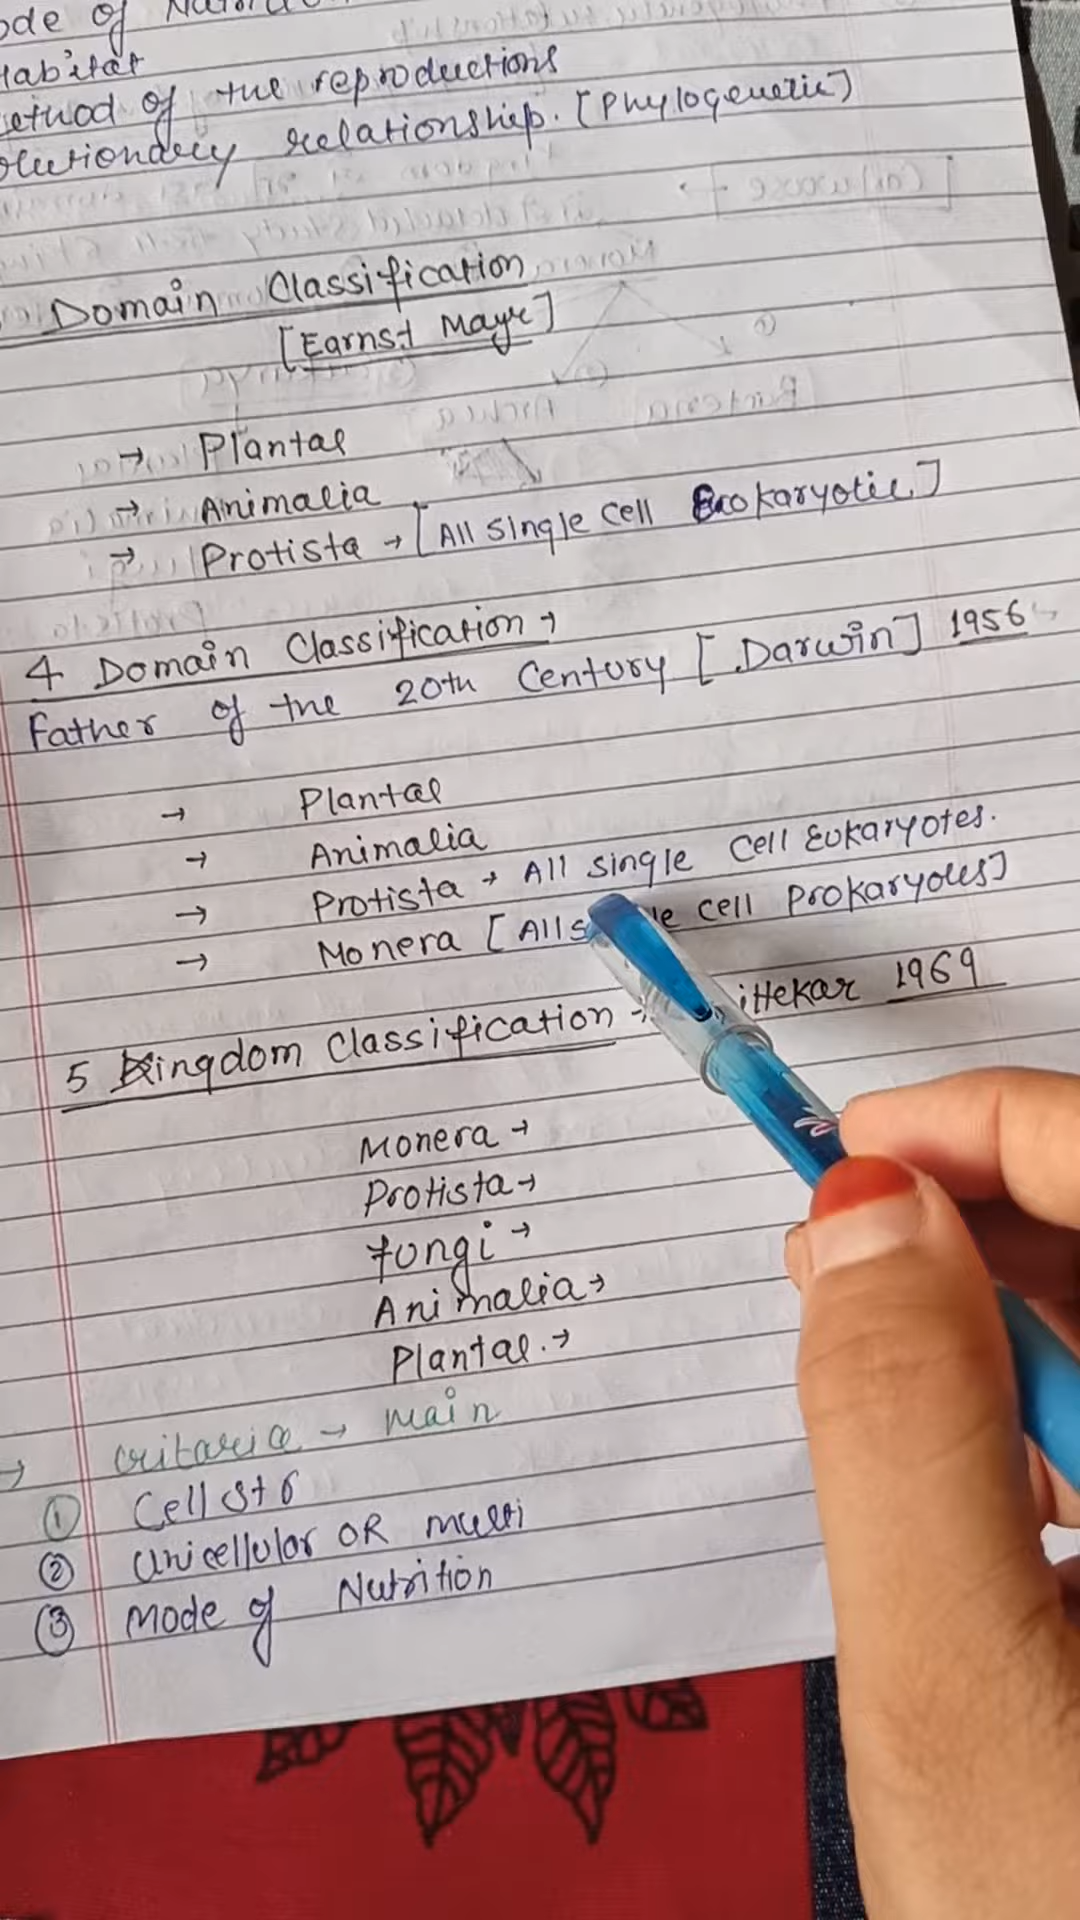 ode of
Habitat
ethod of the reproductions
olutionary relationship. [Phylogenetic]
Domain Classification
[Earnst Mayr]
→ Plantae
→ Animalia
→ Protista → [All single cell Eukaryotic]
4 Domain Classification →
Father of the 20th Century [Darwin] 1956
→ Plantae
→ Animalia
→ Protista → All single cell Eukaryotes.
→ Monera [All s le cell Prokaryotes]
5 Kingdom Classification → ittekar 1969
Monera →
Protista →
Fungi →
Animalia →
Plantae. →
→ critaria → main
① Cell str
② Unicellular OR multi
③ Mode of Nutrition